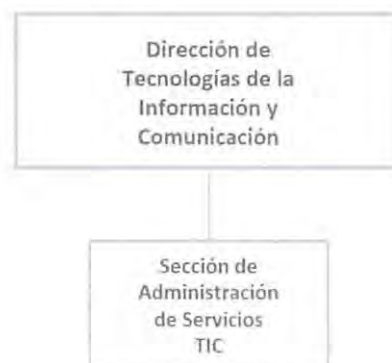 Dirección de
Tecnologías de la
Información y
Comunicación
Sección de
Administración
de Servicios
TIC